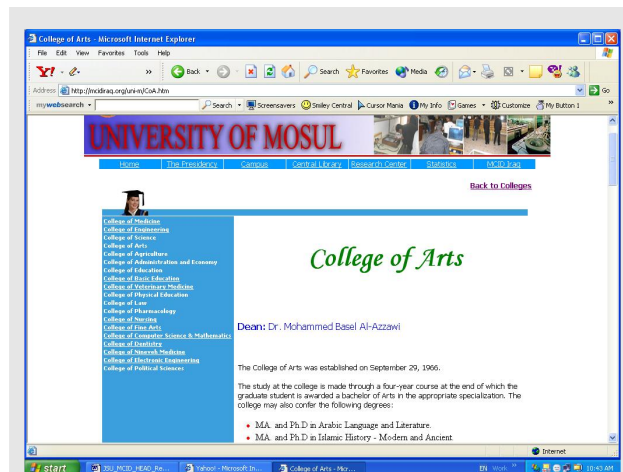 College of Arts - Microsoft Internet Explorer
File Edit View Favorites Tools Help
Y! » Back Search Favorites Media
Address http://mcidiraq.org/uni-m/CoA.htm Go
mywebsearch Search Screensavers Smiley Central Cursor Mania My Info Games Customize My Button 1 »
UNIVERSITY OF MOSUL
Home The Presidency Campus Central Library Research Center Statistics MCID Iraq
Back to Colleges
College of Medicine
College of Engineering
College of Science
College of Arts
College of Agriculture
College of Administration and Economy
College of Education
College of Basic Education
College of Veterinary Medicine
College of Physical Education
College of Law
College of Pharmacology
College of Nursing
College of Fine Arts
College of Computer Science & Mathematics
College of Dentistry
College of Nineveh Medicine
College of Electronic Engineering
College of Political Sciences
College of Arts
Dean: Dr. Mohammed Basel Al-Azzawi
The College of Arts was established on September 29, 1966.
The study at the college is made through a four-year course at the end of which the
graduate student is awarded a bachelor of Arts in the appropriate specialization. The
college may also confer the following degrees:
• MA. and Ph.D in Arabic Language and Literature.
• MA. and Ph.D in Islamic History - Modern and Ancient
Internet
start JSU_MCID_HEAD_Re... Yahoo! - Microsoft In... College of Arts - Micr... EN Work » 10:43 AM